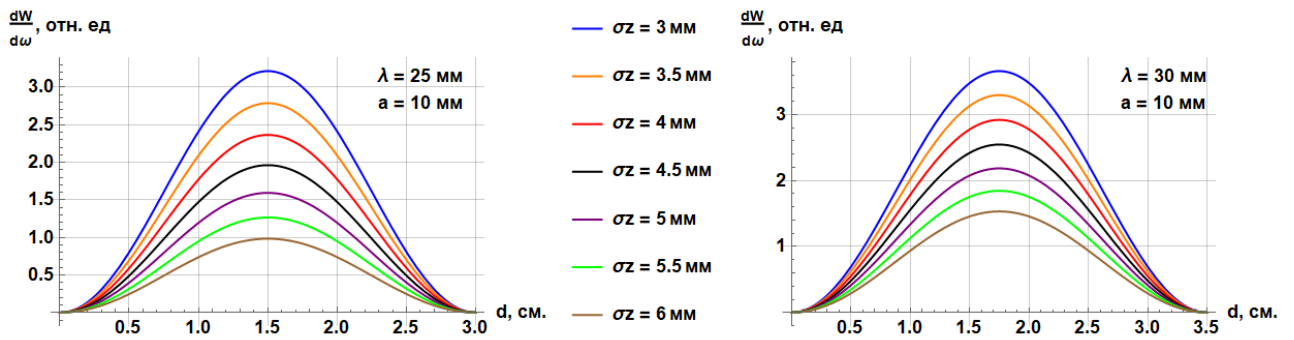 dW
dω
, отн. ед
λ = 25 мм
a = 10 мм
3.0
2.5
2.0
1.5
1.0
0.5
0.5 1.0 1.5 2.0 2.5 3.0
d, см.
σz = 3 мм
σz = 3.5 мм
σz = 4 мм
σz = 4.5 мм
σz = 5 мм
σz = 5.5 мм
σz = 6 мм
dW
dω
, отн. ед
λ = 30 мм
a = 10 мм
3
2
1
0.5 1.0 1.5 2.0 2.5 3.0 3.5
d, см.